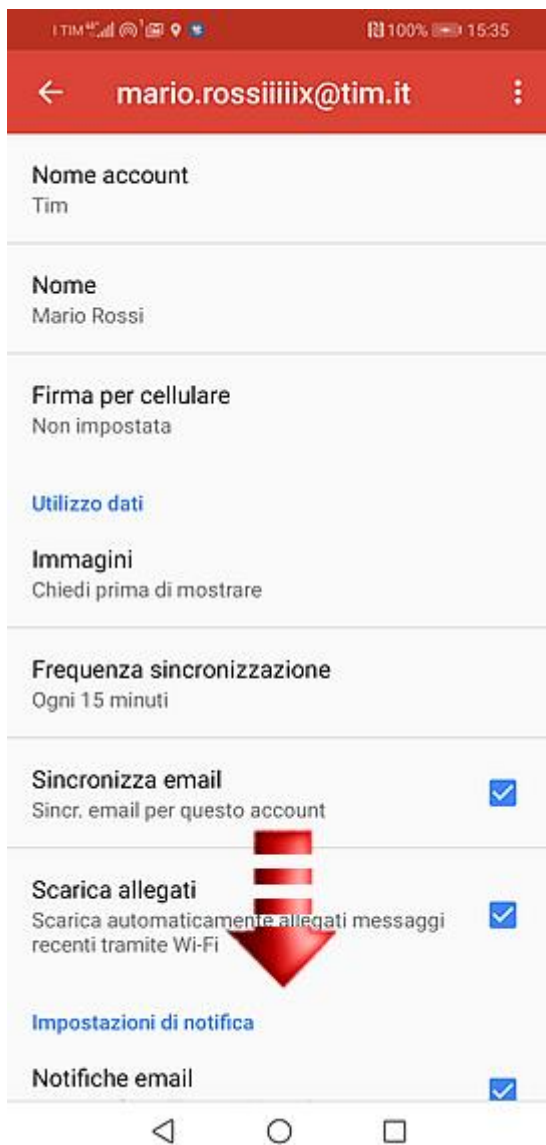 TIM 100% 15:35
mario.rossiiiiix@tim.it
Nome account
Tim
Nome
Mario Rossi
Firma per cellulare
Non impostata
Utilizzo dati
Immagini
Chiedi prima di mostrare
Frequenza sincronizzazione
Ogni 15 minuti
Sincronizza email
Sincr. email per questo account
Scarica allegati
Scarica automaticamente allegati messaggi
recenti tramite Wi-Fi
Impostazioni di notifica
Notifiche email